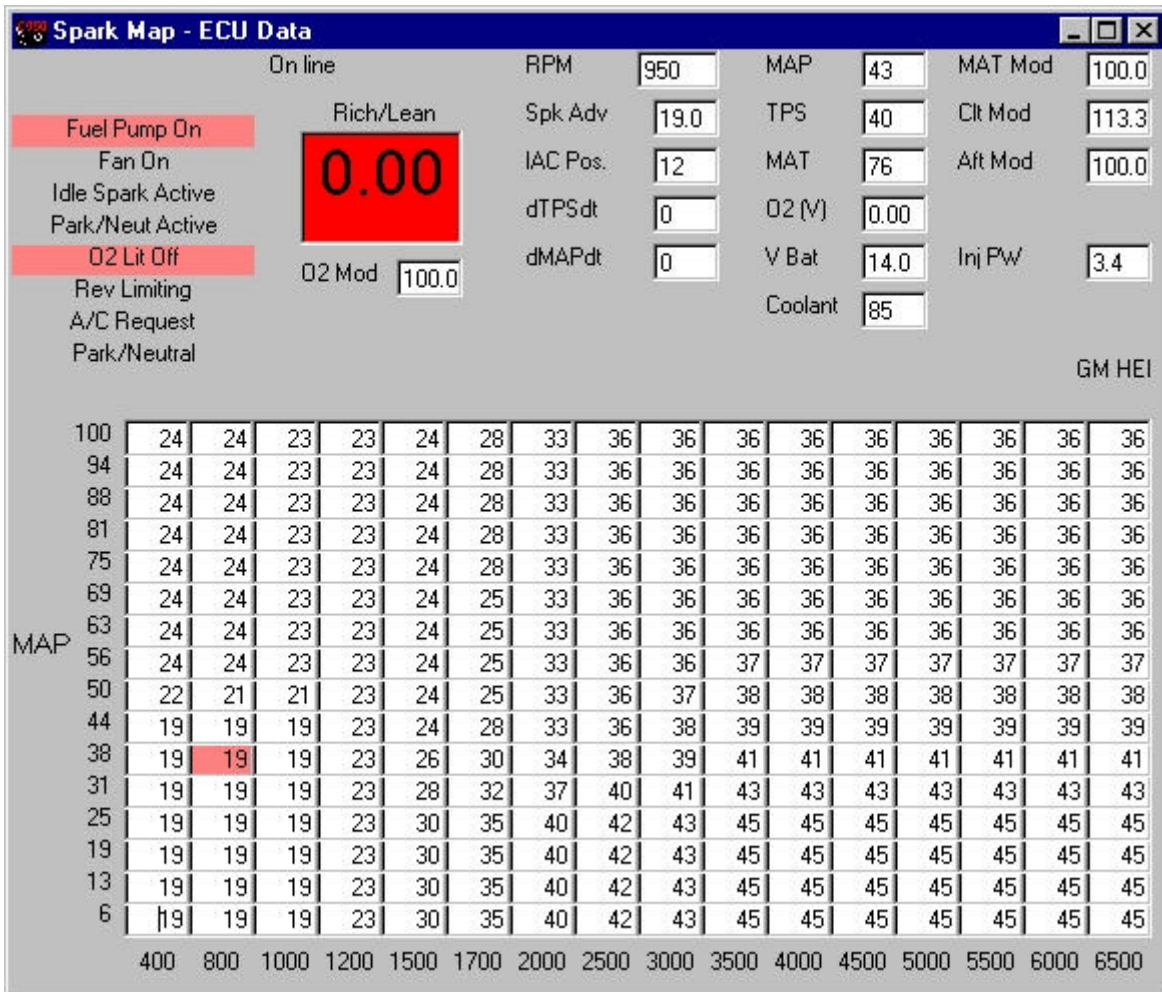 Spark Map - ECU Data
On line RPM 950 MAP 43 MAT Mod 100.0
Fuel Pump On Rich/Lean Spk Adv 19.0 TPS 40 Clt Mod 113.3
Fan On 0.00 IAC Pos. 12 MAT 76 Aft Mod 100.0
Idle Spark Active
Park/Neut Active dTPSdt 0 O2 (V) 0.00
O2 Lit Off O2 Mod 100.0 dMAPdt 0 V Bat 14.0 Inj PW 3.4
Rev Limiting
A/C Request Coolant 85
Park/Neutral
GM HEI
100 24 24 23 23 24 28 33 36 36 36 36 36 36 36 36 36
94 24 24 23 23 24 28 33 36 36 36 36 36 36 36 36 36
88 24 24 23 23 24 28 33 36 36 36 36 36 36 36 36 36
81 24 24 23 23 24 28 33 36 36 36 36 36 36 36 36 36
75 24 24 23 23 24 28 33 36 36 36 36 36 36 36 36 36
69 24 24 23 23 24 25 33 36 36 36 36 36 36 36 36 36
63 24 24 23 23 24 25 33 36 36 36 36 36 36 36 36 36
MAP
56 24 24 23 23 24 25 33 36 36 37 37 37 37 37 37 37
50 22 21 21 23 24 25 33 36 37 38 38 38 38 38 38 38
44 19 19 19 23 24 28 33 36 38 39 39 39 39 39 39 39
38 19 19 19 23 26 30 34 38 39 41 41 41 41 41 41 41
31 19 19 19 23 28 32 37 40 41 43 43 43 43 43 43 43
25 19 19 19 23 30 35 40 42 43 45 45 45 45 45 45 45
19 19 19 19 23 30 35 40 42 43 45 45 45 45 45 45 45
13 19 19 19 23 30 35 40 42 43 45 45 45 45 45 45 45
6 19 19 19 23 30 35 40 42 43 45 45 45 45 45 45 45
400 800 1000 1200 1500 1700 2000 2500 3000 3500 4000 4500 5000 5500 6000 6500